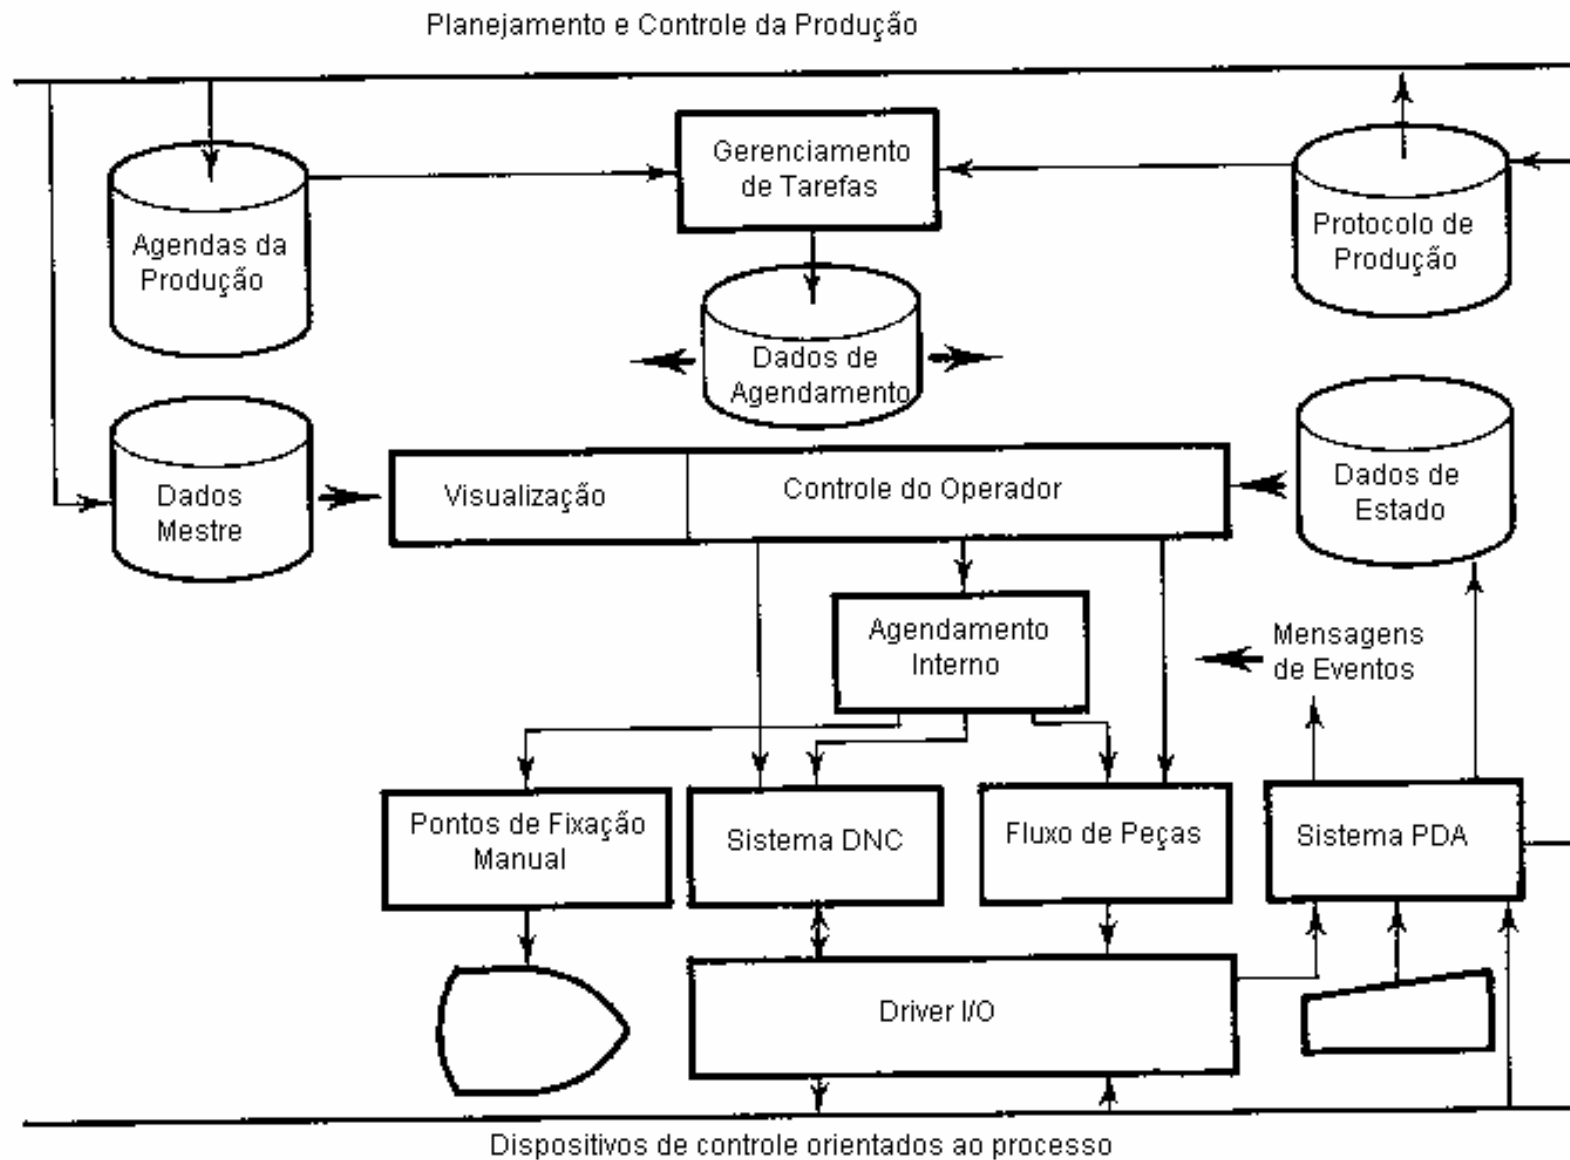 Planejamento e Controle da Produção
Gerenciamento
de Tarefas
Agendas da
Produção
Protocolo de
Produção
Dados de
Agendamento
Dados
Mestre
Visualização
Controle do Operador
Dados de
Estado
Agendamento
Interno
Mensagens
de Eventos
Pontos de Fixação
Manual
Sistema DNC
Fluxo de Peças
Sistema PDA
Driver I/O
Dispositivos de controle orientados ao processo